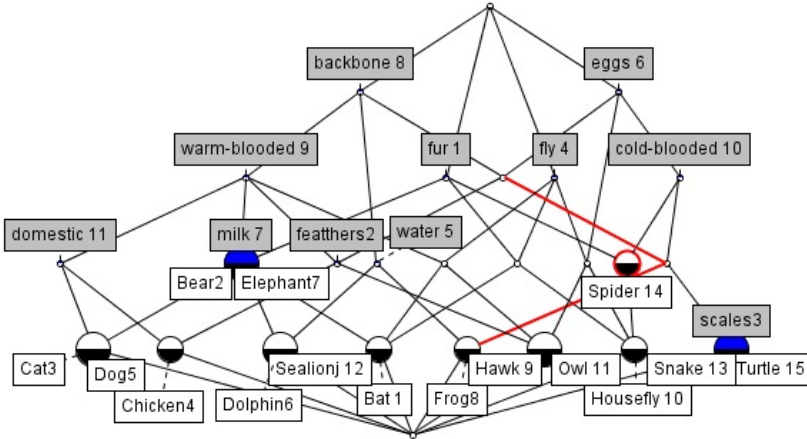 backbone 8
eggs 6
warm-blooded 9
fur 1
fly 4
cold-blooded 10
domestic 11
milk 7
featthers2
water 5
Bear2
Elephant7
Spider 14
scales3
Cat3
Dog5
Sealionj 12
Hawk 9
Owl 11
Snake 13
Turtle 15
Chicken4
Dolphin6
Bat 1
Frog8
Housefly 10